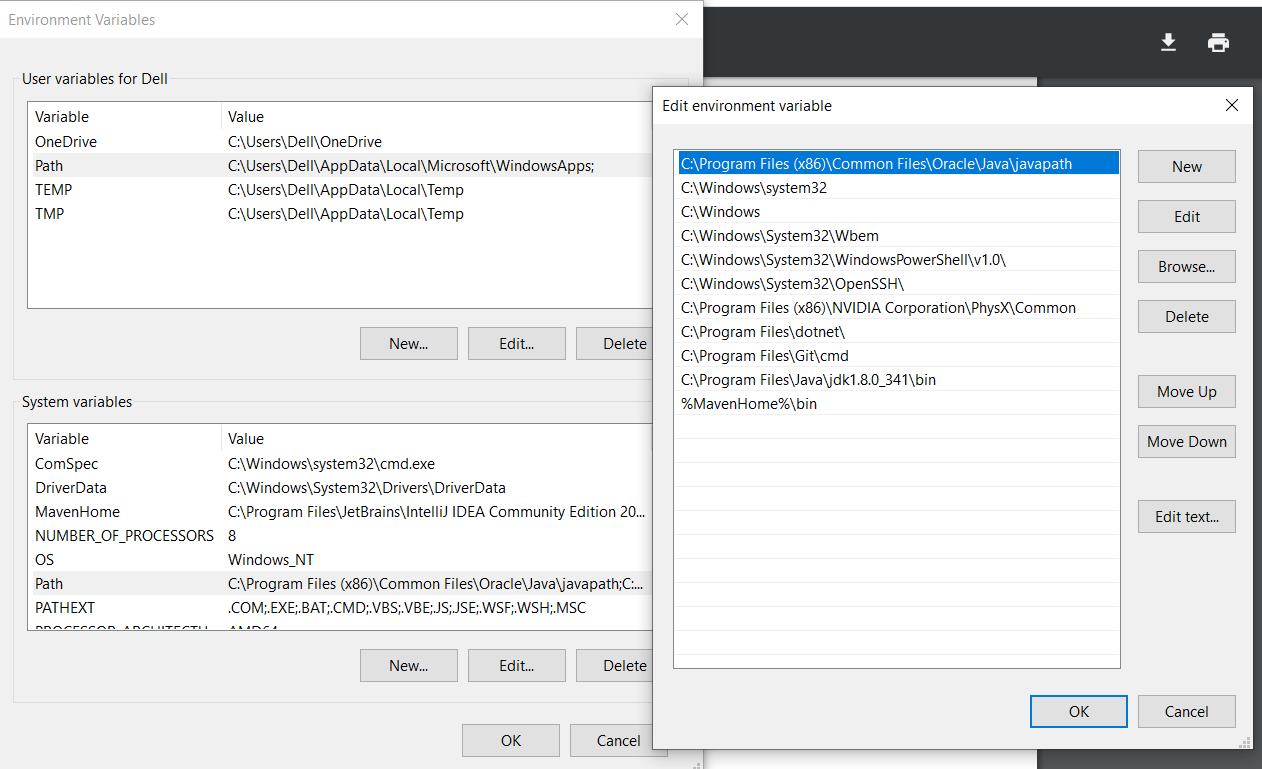 Environment Variables
User variables for Dell
Variable Value
OneDrive C:\Users\Dell\OneDrive
Path C:\Users\Dell\AppData\Local\Microsoft\WindowsApps;
TEMP C:\Users\Dell\AppData\Local\Temp
TMP C:\Users\Dell\AppData\Local\Temp
New... Edit... Delete
System variables
Variable Value
ComSpec C:\Windows\system32\cmd.exe
DriverData C:\Windows\System32\Drivers\DriverData
MavenHome C:\Program Files\JetBrains\IntelliJ IDEA Community Edition 20...
NUMBER_OF_PROCESSORS 8
OS Windows_NT
Path C:\Program Files (x86)\Common Files\Oracle\Java\javapath;C:...
PATHEXT .COM;.EXE;.BAT;.CMD;.VBS;.VBE;.JS;.JSE;.WSF;.WSH;.MSC
New... Edit... Delete
OK Cancel
Edit environment variable
C:\Program Files (x86)\Common Files\Oracle\Java\javapath
C:\Windows\system32
C:\Windows
C:\Windows\System32\Wbem
C:\Windows\System32\WindowsPowerShell\v1.0\
C:\Windows\System32\OpenSSH\
C:\Program Files (x86)\NVIDIA Corporation\PhysX\Common
C:\Program Files\dotnet\
C:\Program Files\Git\cmd
C:\Program Files\Java\jdk1.8.0_341\bin
%MavenHome%\bin
New
Edit
Browse...
Delete
Move Up
Move Down
Edit text...
OK Cancel